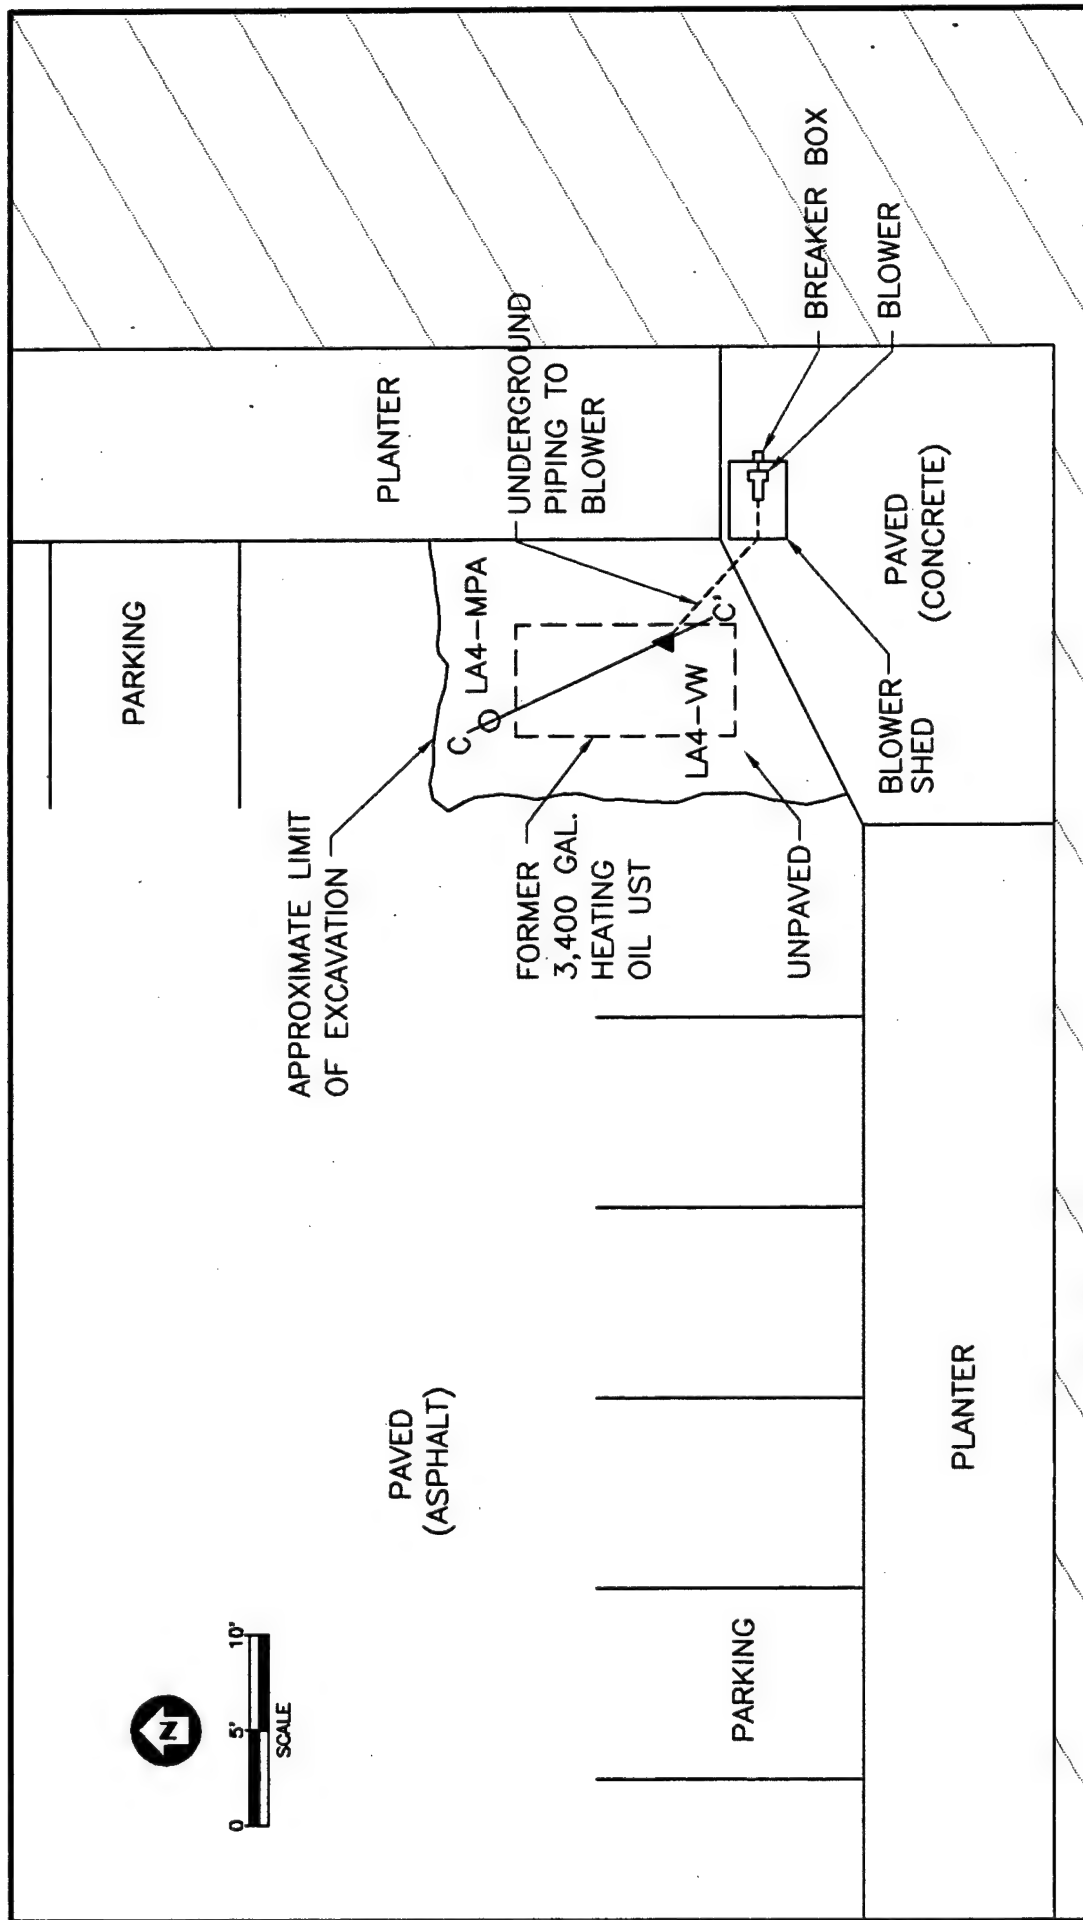 N
0 5' 10'
SCALE
PARKING
PLANTER
APPROXIMATE LIMIT
OF EXCAVATION
C
LA4-MPA
UNDERGROUND
PIPING TO
BLOWER
PAVED
(ASPHALT)
FORMER
3,400 GAL.
HEATING
OIL UST
C'
LA4-VW
UNPAVED
BREAKER BOX
BLOWER
PARKING
BLOWER
SHED
PAVED
(CONCRETE)
PLANTER